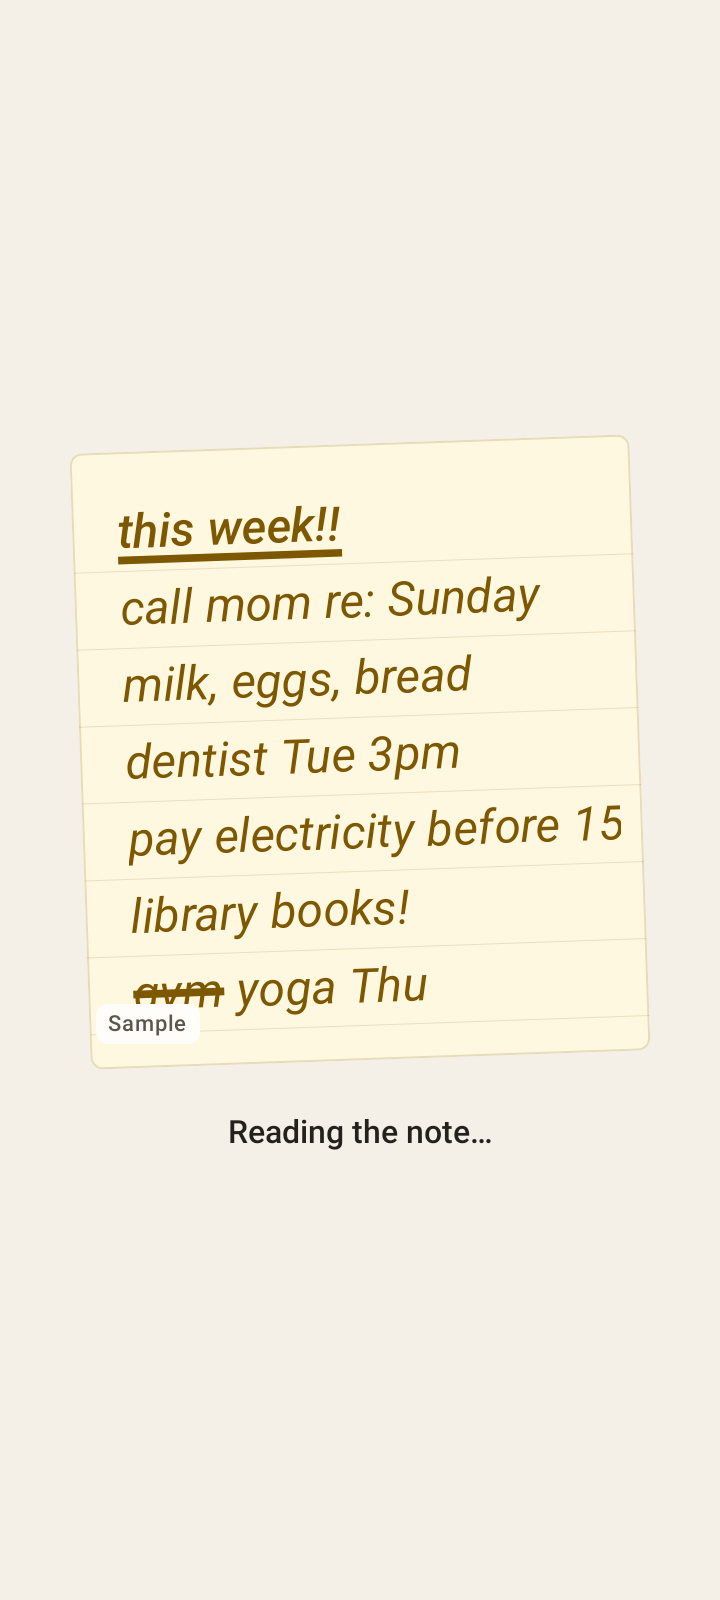 this week!!
call mom re: Sunday
milk, eggs, bread
dentist Tue 3pm
pay electricity before 15
library books!
gym yoga Thu
Sample
Reading the note…